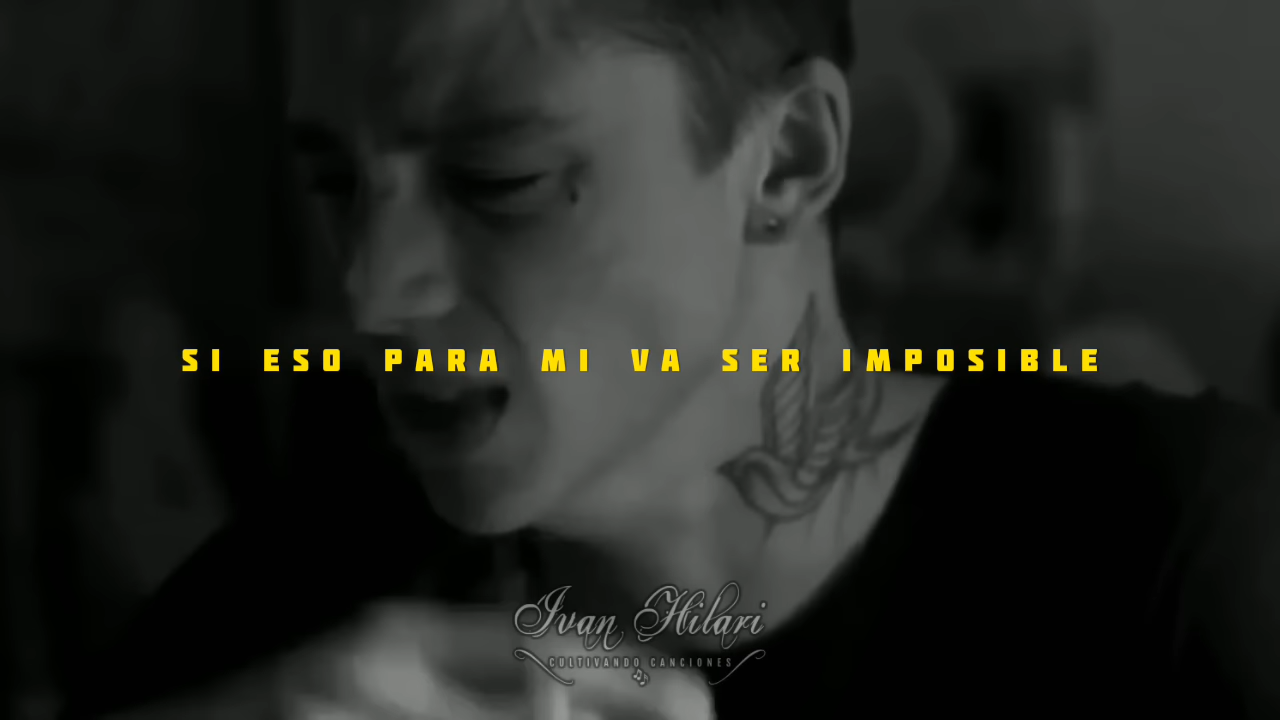 SI ESO PARA MI VA SER IMPOSIBLE
Ivan Hilari
CULTIVANDO CANCIONES